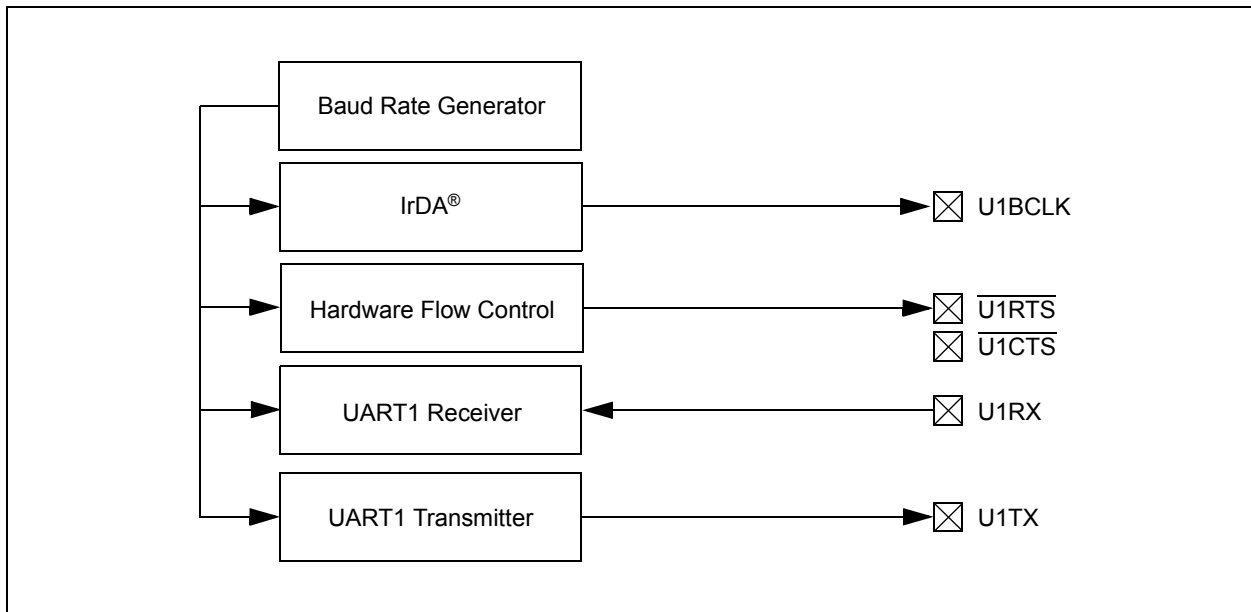 Baud Rate Generator
IrDA®
U1BCLK
Hardware Flow Control
U1RTS
U1CTS
UART1 Receiver
U1RX
UART1 Transmitter
U1TX